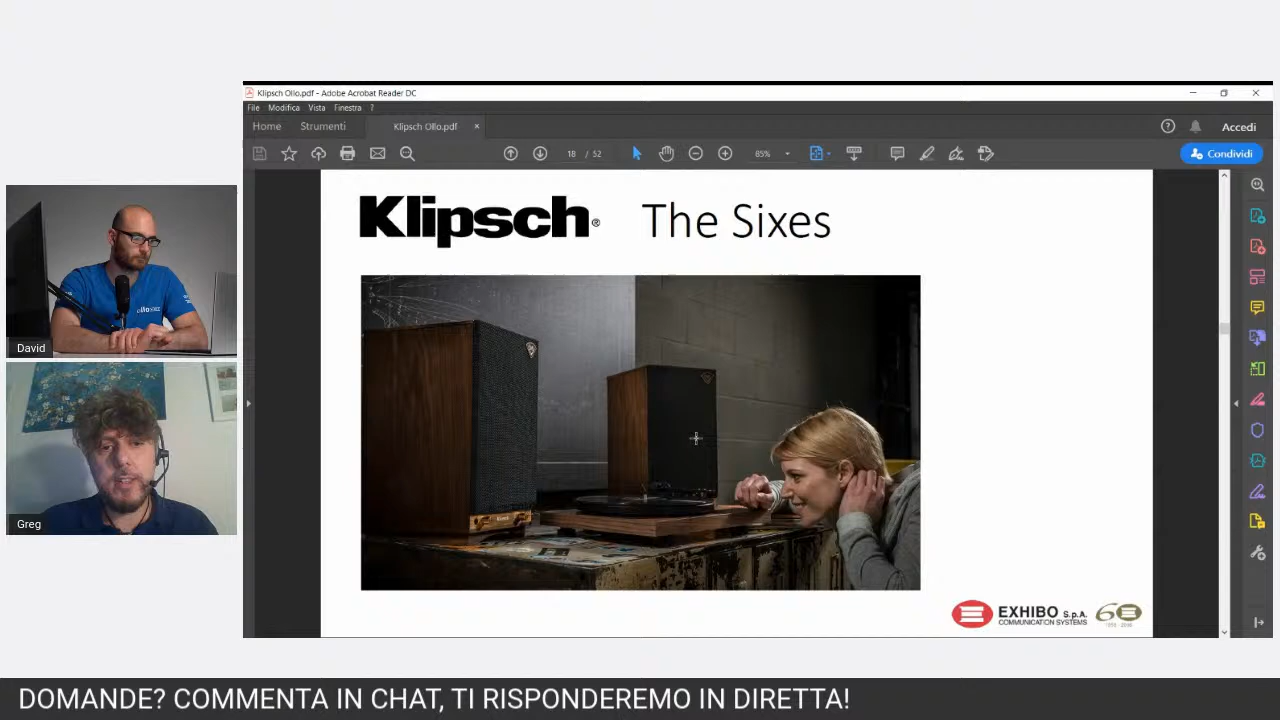 Klipsch Ollo.pdf - Adobe Acrobat Reader DC
File Modifica Vista Finestra ?
Home Strumenti Klipsch Ollo.pdf ×
Accedi
18 / 52 85%
Condividi
Klipsch® The Sixes
David
Greg
EXHIBO S.p.A.
COMMUNICATION SYSTEMS
60
DOMANDE? COMMENTA IN CHAT, TI RISPONDEREMO IN DIRETTA!